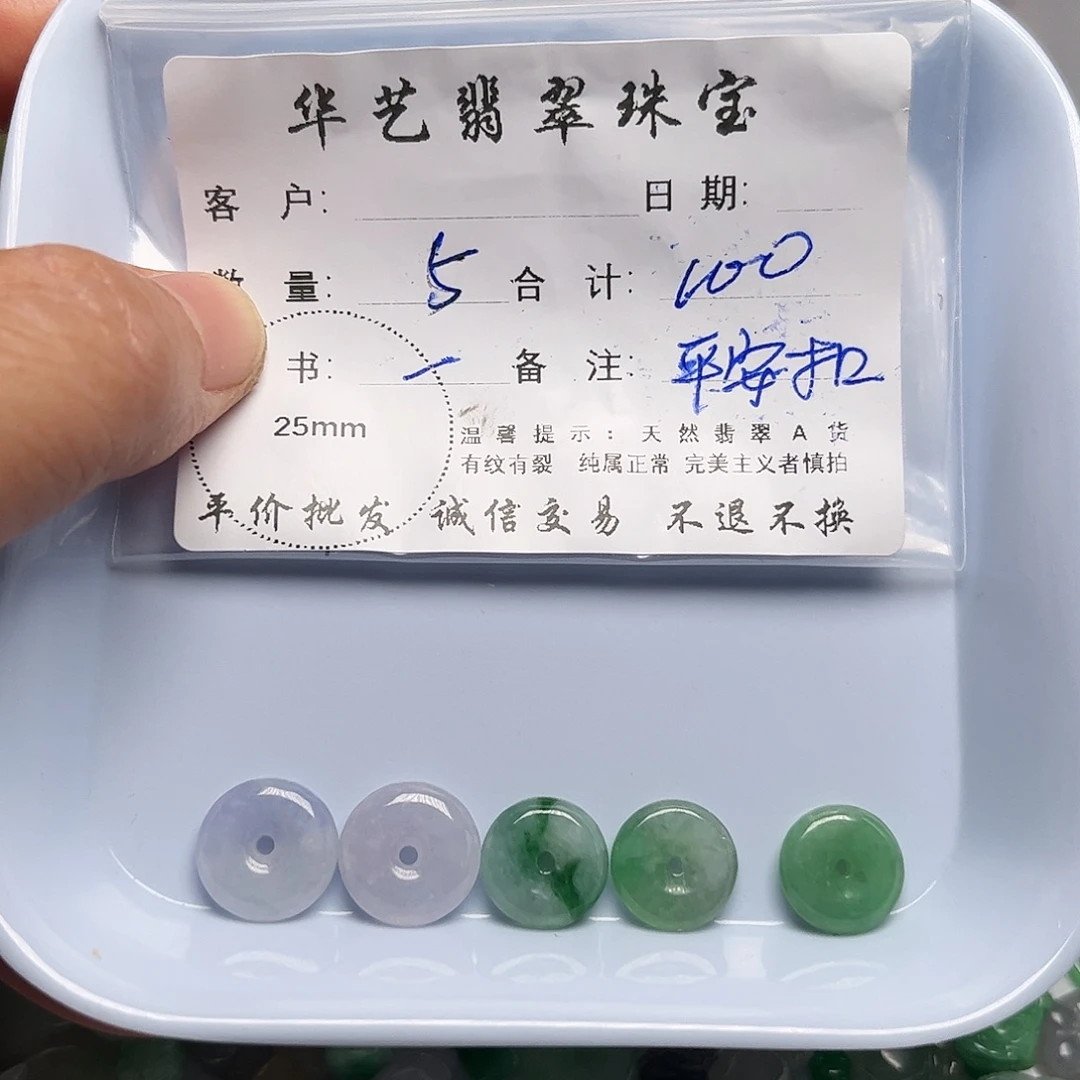 华艺翡翠珠宝
客 户: 日 期:
数 量: 5 合 计: 100
书: 一 备 注: 平安扣
25mm
温馨提示:天然翡翠A货
有纹有裂 纯属正常 完美主义者慎拍
平价批发 诚信交易 不退不换